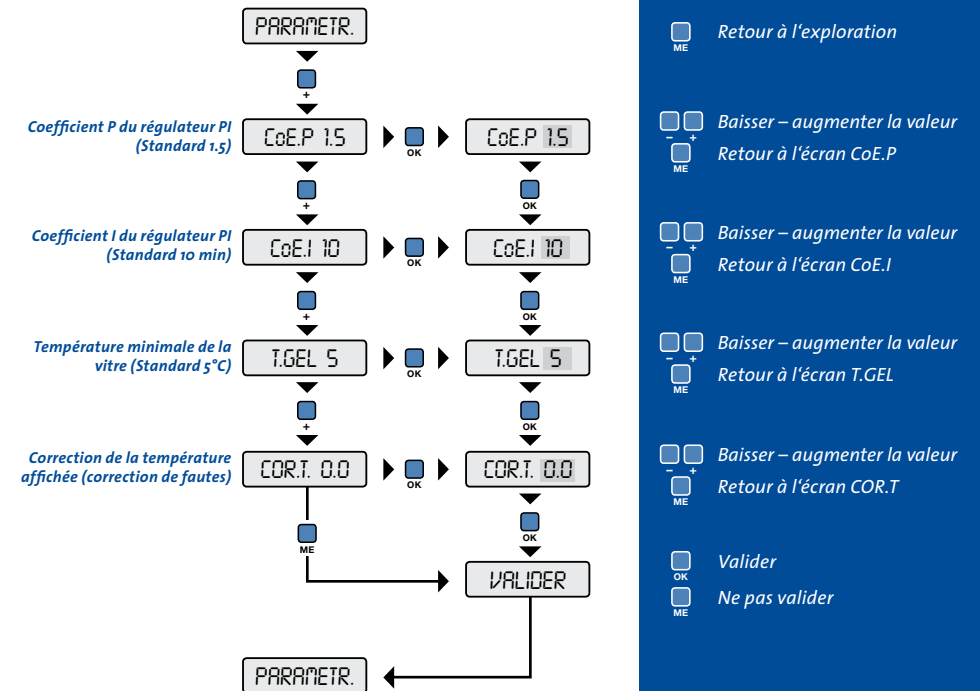 PARAMETR.
+
Coefficient P du régulateur PI
(Standard 1.5)
CoE.P 1.5
OK
CoE.P 1.5
+
OK
Coefficient I du régulateur PI
(Standard 10 min)
CoE.I 10
OK
CoE.I 10
+
OK
Température minimale de la
vitre (Standard 5°C)
T.GEL 5
OK
T.GEL 5
+
OK
Correction de la température
affichée (correction de fautes)
COR.T. 0.0
OK
COR.T. 0.0
ME
OK
VALIDER
PARAMETR.
ME
Retour à l‘exploration
– +
Baisser – augmenter la valeur
ME
Retour à l‘écran CoE.P
– +
Baisser – augmenter la valeur
ME
Retour à l‘écran CoE.I
– +
Baisser – augmenter la valeur
ME
Retour à l‘écran T.GEL
– +
Baisser – augmenter la valeur
ME
Retour à l‘écran COR.T
OK
Valider
ME
Ne pas valider